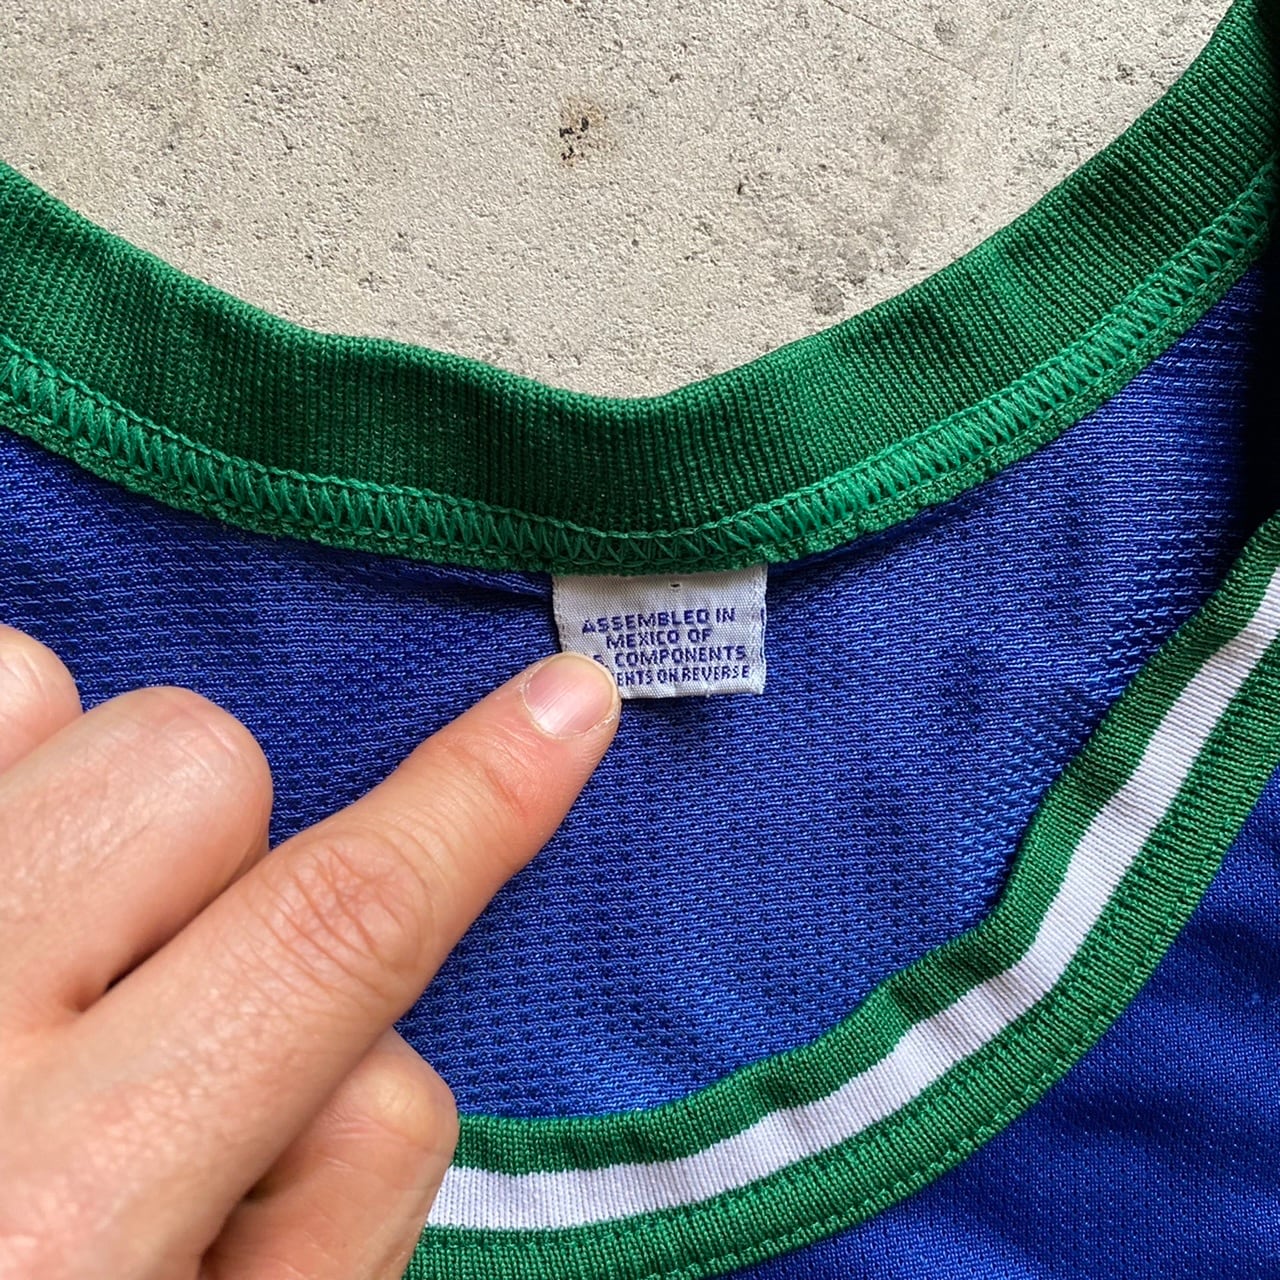 ASSEMBLED IN
MEXICO OF
COMPONENTS
ON REVERSE